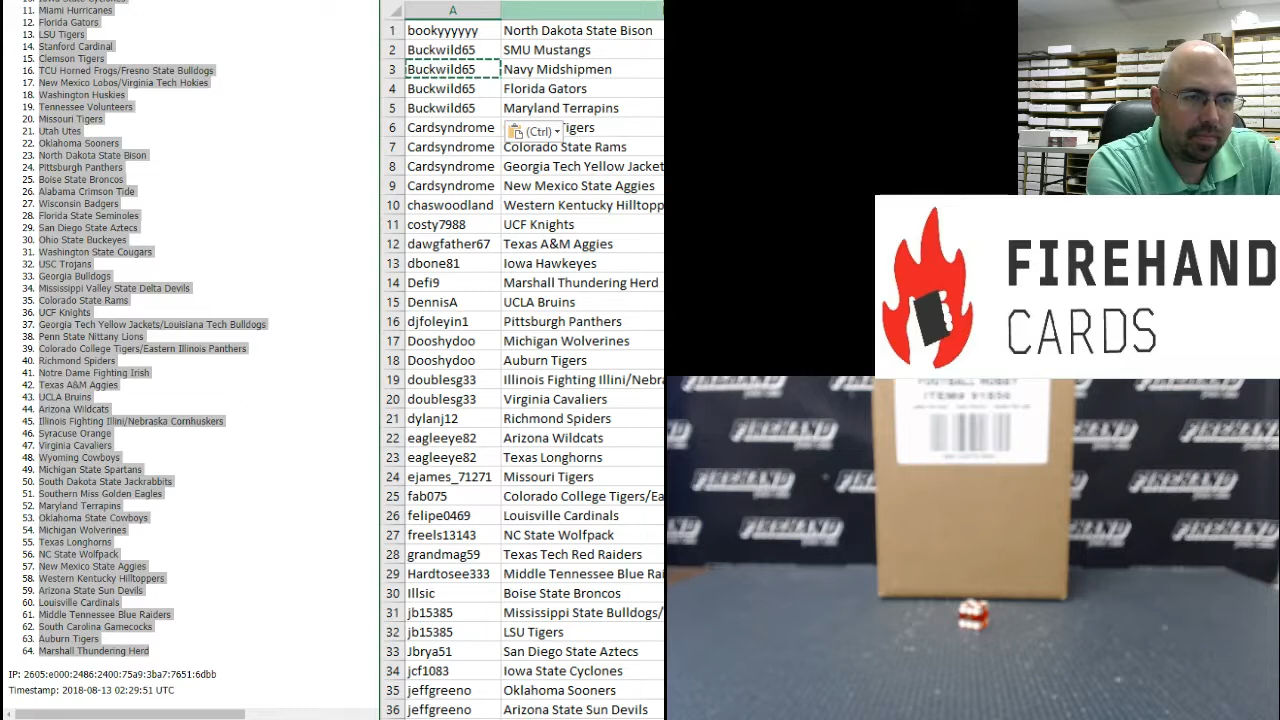 11. Miami Hurricanes
12. Florida Gators
13. LSU Tigers
14. Stanford Cardinal
15. Clemson Tigers
16. TCU Horned Frogs/Fresno State Bulldogs
17. New Mexico Lobos/Virginia Tech Hokies
18. Washington Huskies
19. Tennessee Volunteers
20. Missouri Tigers
21. Utah Utes
22. Oklahoma Sooners
23. North Dakota State Bison
24. Pittsburgh Panthers
25. Boise State Broncos
26. Alabama Crimson Tide
27. Wisconsin Badgers
28. Florida State Seminoles
29. San Diego State Aztecs
30. Ohio State Buckeyes
31. Washington State Cougars
32. USC Trojans
33. Georgia Bulldogs
34. Mississippi Valley State Delta Devils
35. Colorado State Rams
36. UCF Knights
37. Georgia Tech Yellow Jackets/Louisiana Tech Bulldogs
38. Penn State Nittany Lions
39. Colorado College Tigers/Eastern Illinois Panthers
40. Richmond Spiders
41. Notre Dame Fighting Irish
42. Texas A&M Aggies
43. UCLA Bruins
44. Arizona Wildcats
45. Illinois Fighting Illini/Nebraska Cornhuskers
46. Syracuse Orange
47. Virginia Cavaliers
48. Wyoming Cowboys
49. Michigan State Spartans
50. South Dakota State Jackrabbits
51. Southern Miss Golden Eagles
52. Maryland Terrapins
53. Oklahoma State Cowboys
54. Michigan Wolverines
55. Texas Longhorns
56. NC State Wolfpack
57. New Mexico State Aggies
58. Western Kentucky Hilltoppers
59. Arizona State Sun Devils
60. Louisville Cardinals
61. Middle Tennessee Blue Raiders
62. South Carolina Gamecocks
63. Auburn Tigers
64. Marshall Thundering Herd
IP: 2605:e000:2486:2400:75a9:3ba7:7651:6dbb
Timestamp: 2018-08-13 02:29:51 UTC
A
1 bookyyyyyy North Dakota State Bison
2 Buckwild65 SMU Mustangs
3 Buckwild65 Navy Midshipmen
4 Buckwild65 Florida Gators
5 Buckwild65 Maryland Terrapins
6 Cardsyndrome (Ctrl) igers
7 Cardsyndrome Colorado State Rams
8 Cardsyndrome Georgia Tech Yellow Jacket
9 Cardsyndrome New Mexico State Aggies
10 chaswoodland Western Kentucky Hilltopp
11 costy7988 UCF Knights
12 dawgfather67 Texas A&M Aggies
13 dbone81 Iowa Hawkeyes
14 Defi9 Marshall Thundering Herd
15 DennisA UCLA Bruins
16 djfoleyin1 Pittsburgh Panthers
17 Dooshydoo Michigan Wolverines
18 Dooshydoo Auburn Tigers
19 doublesg33 Illinois Fighting Illini/Nebra
20 doublesg33 Virginia Cavaliers
21 dylanj12 Richmond Spiders
22 eagleeye82 Arizona Wildcats
23 eagleeye82 Texas Longhorns
24 ejames_71271 Missouri Tigers
25 fab075 Colorado College Tigers/Ea
26 felipe0469 Louisville Cardinals
27 freels13143 NC State Wolfpack
28 grandmag59 Texas Tech Red Raiders
29 Hardtosee333 Middle Tennessee Blue Rai
30 Illsic Boise State Broncos
31 jb15385 Mississippi State Bulldogs/
32 jb15385 LSU Tigers
33 Jbrya51 San Diego State Aztecs
34 jcf1083 Iowa State Cyclones
35 jeffgreeno Oklahoma Sooners
36 jeffgreeno Arizona State Sun Devils
FIREHAND
CARDS
FIREHAND
FIREHAND
FIREHAND
FIREHAND